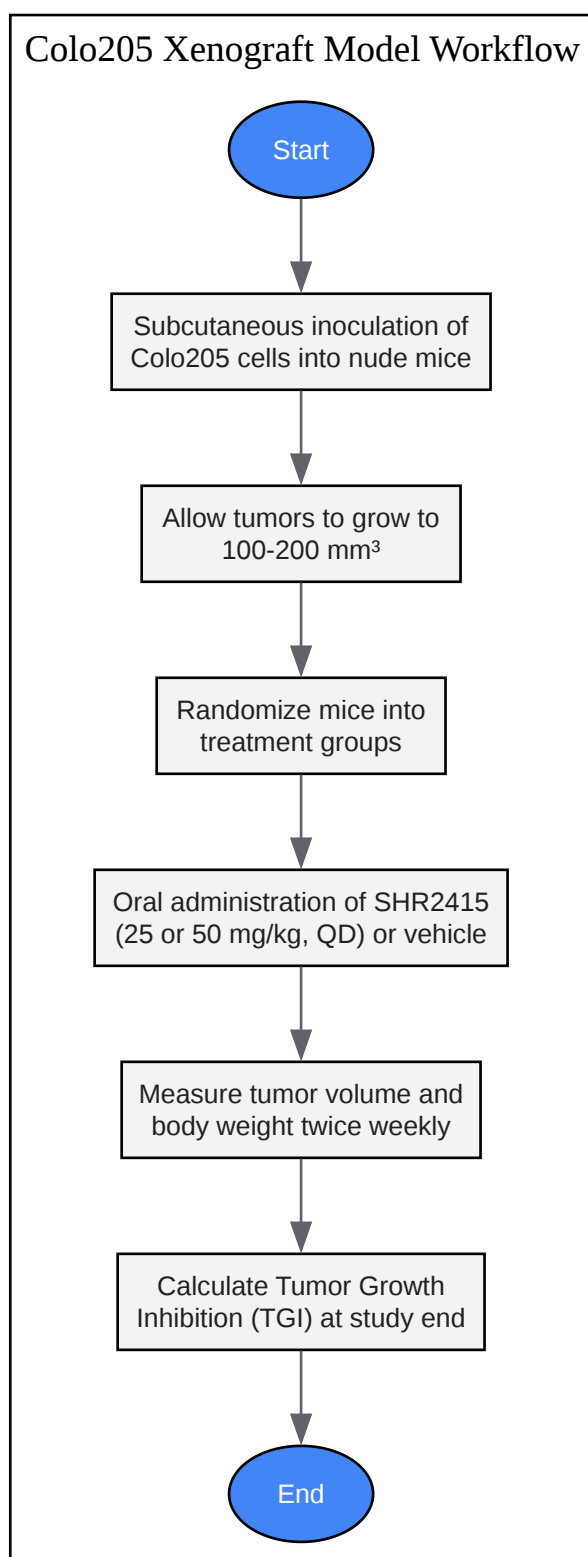 Colo205 Xenograft Model Workflow
Start
Subcutaneous inoculation of
Colo205 cells into nude mice
Allow tumors to grow to
100-200 mm³
Randomize mice into
treatment groups
Oral administration of SHR2415
(25 or 50 mg/kg, QD) or vehicle
Measure tumor volume and
body weight twice weekly
Calculate Tumor Growth
Inhibition (TGI) at study end
End